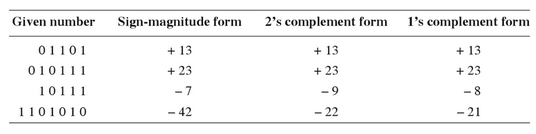 Given number Sign-magnitude form 2's complement form 1's complement form
0 1 1 0 1 + 13 + 13 + 13
0 1 0 1 1 1 + 23 + 23 + 23
1 0 1 1 1 − 7 − 9 − 8
1 1 0 1 0 1 0 − 42 − 22 − 21